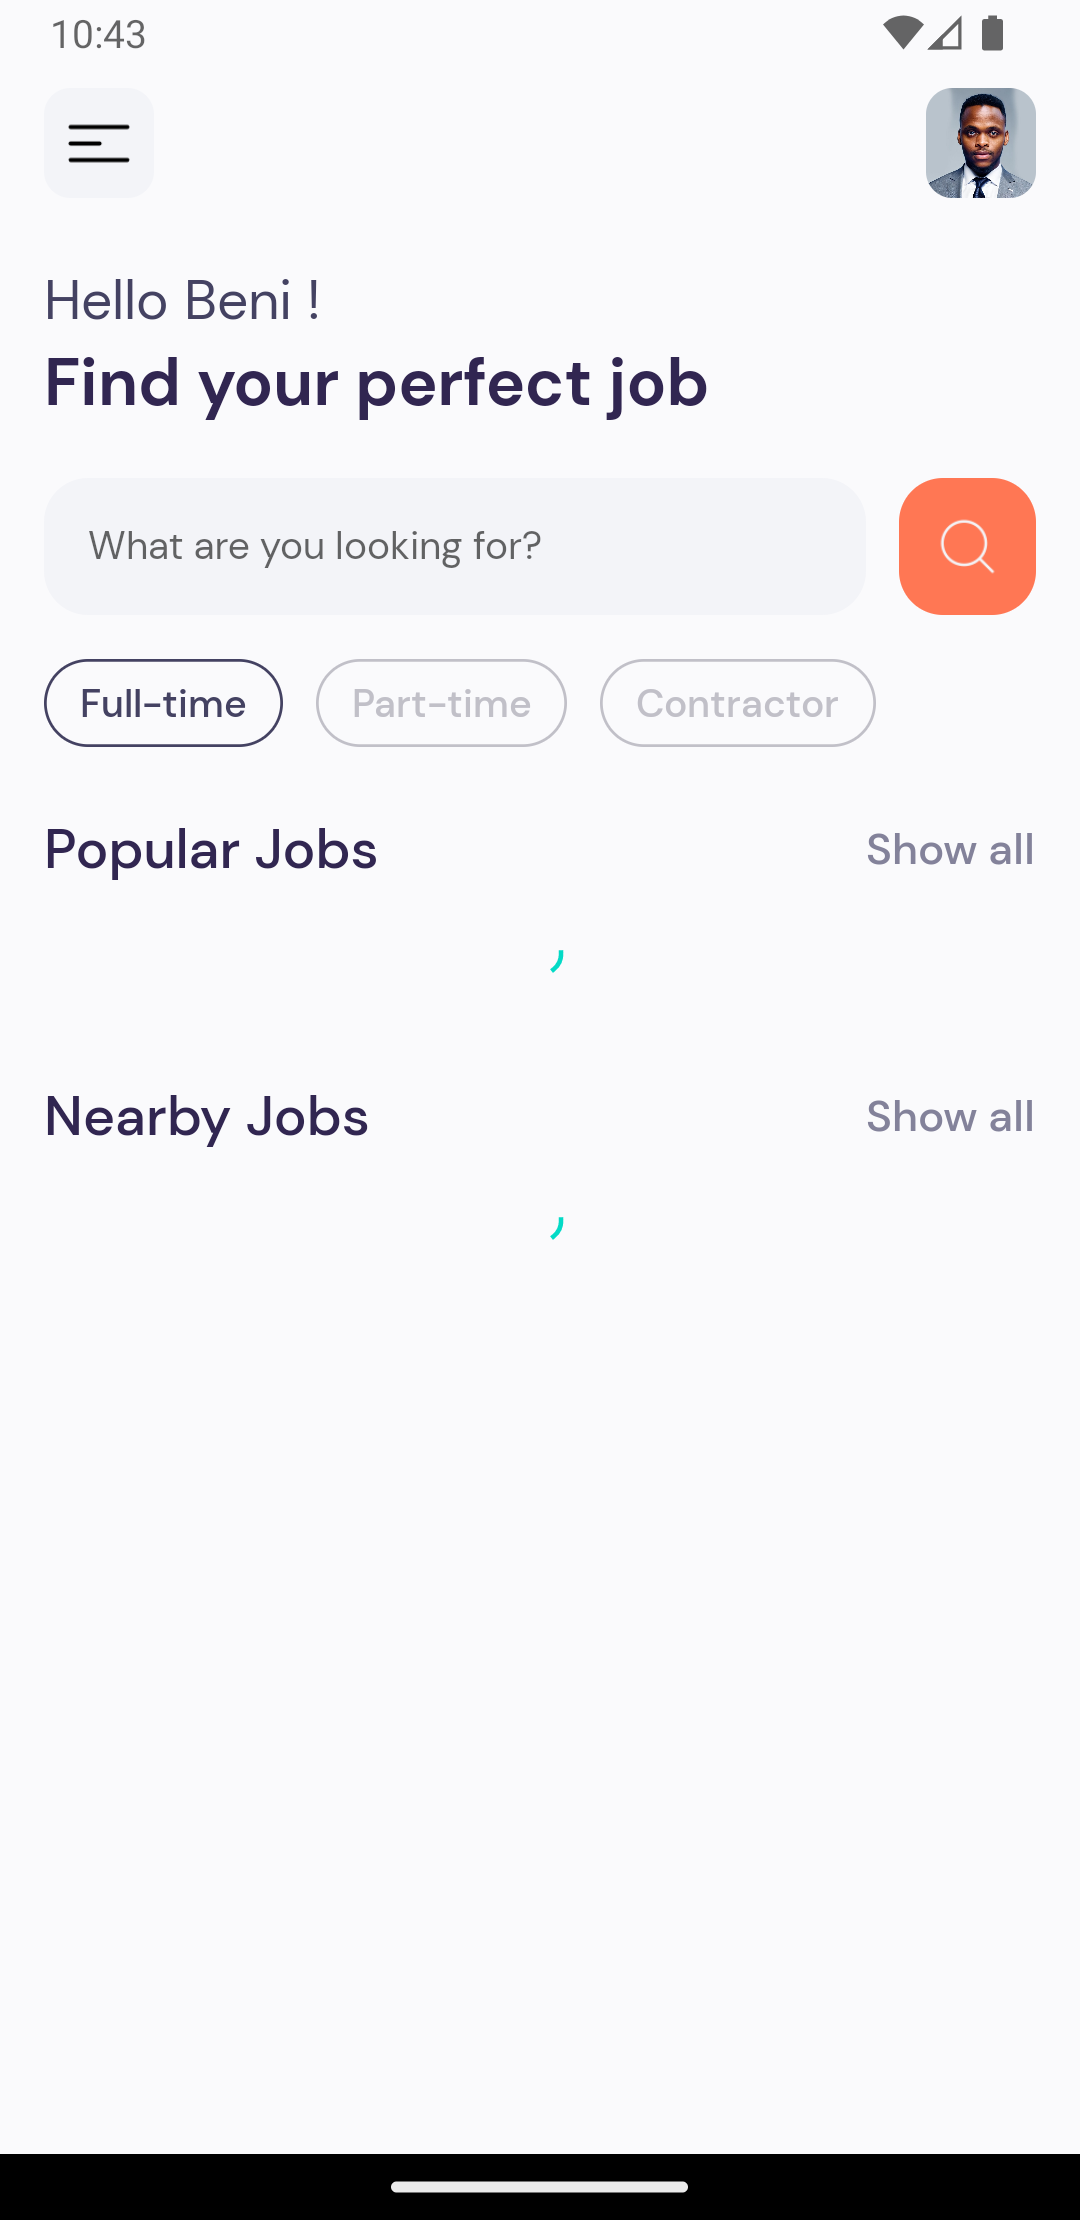 10:43
Hello Beni !
Find your perfect job
What are you looking for?
Full-time Part-time Contractor
Popular Jobs Show all
Nearby Jobs Show all